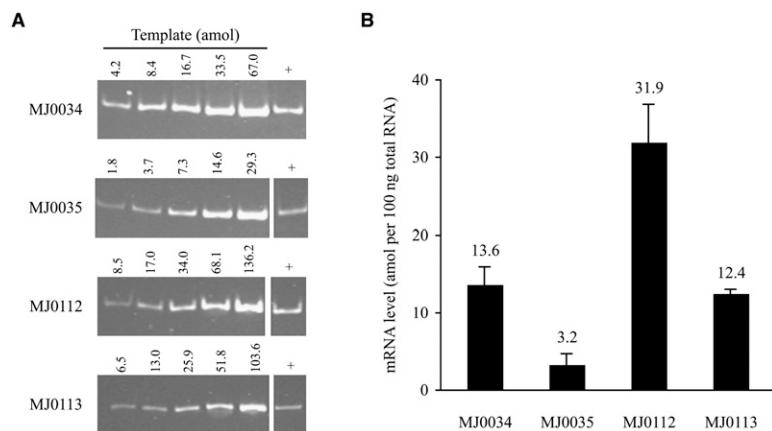 A
Template (amol)
4.2 8.4 16.7 33.5 67.0 +
MJ0034
1.8 3.7 7.3 14.6 29.3 +
MJ0035
8.5 17.0 34.0 68.1 136.2 +
MJ0112
6.5 13.0 25.9 51.8 103.6 +
MJ0113
B
mRNA level (amol per 100 ng total RNA)
40
30
20
10
0
13.6
3.2
31.9
12.4
MJ0034 MJ0035 MJ0112 MJ0113